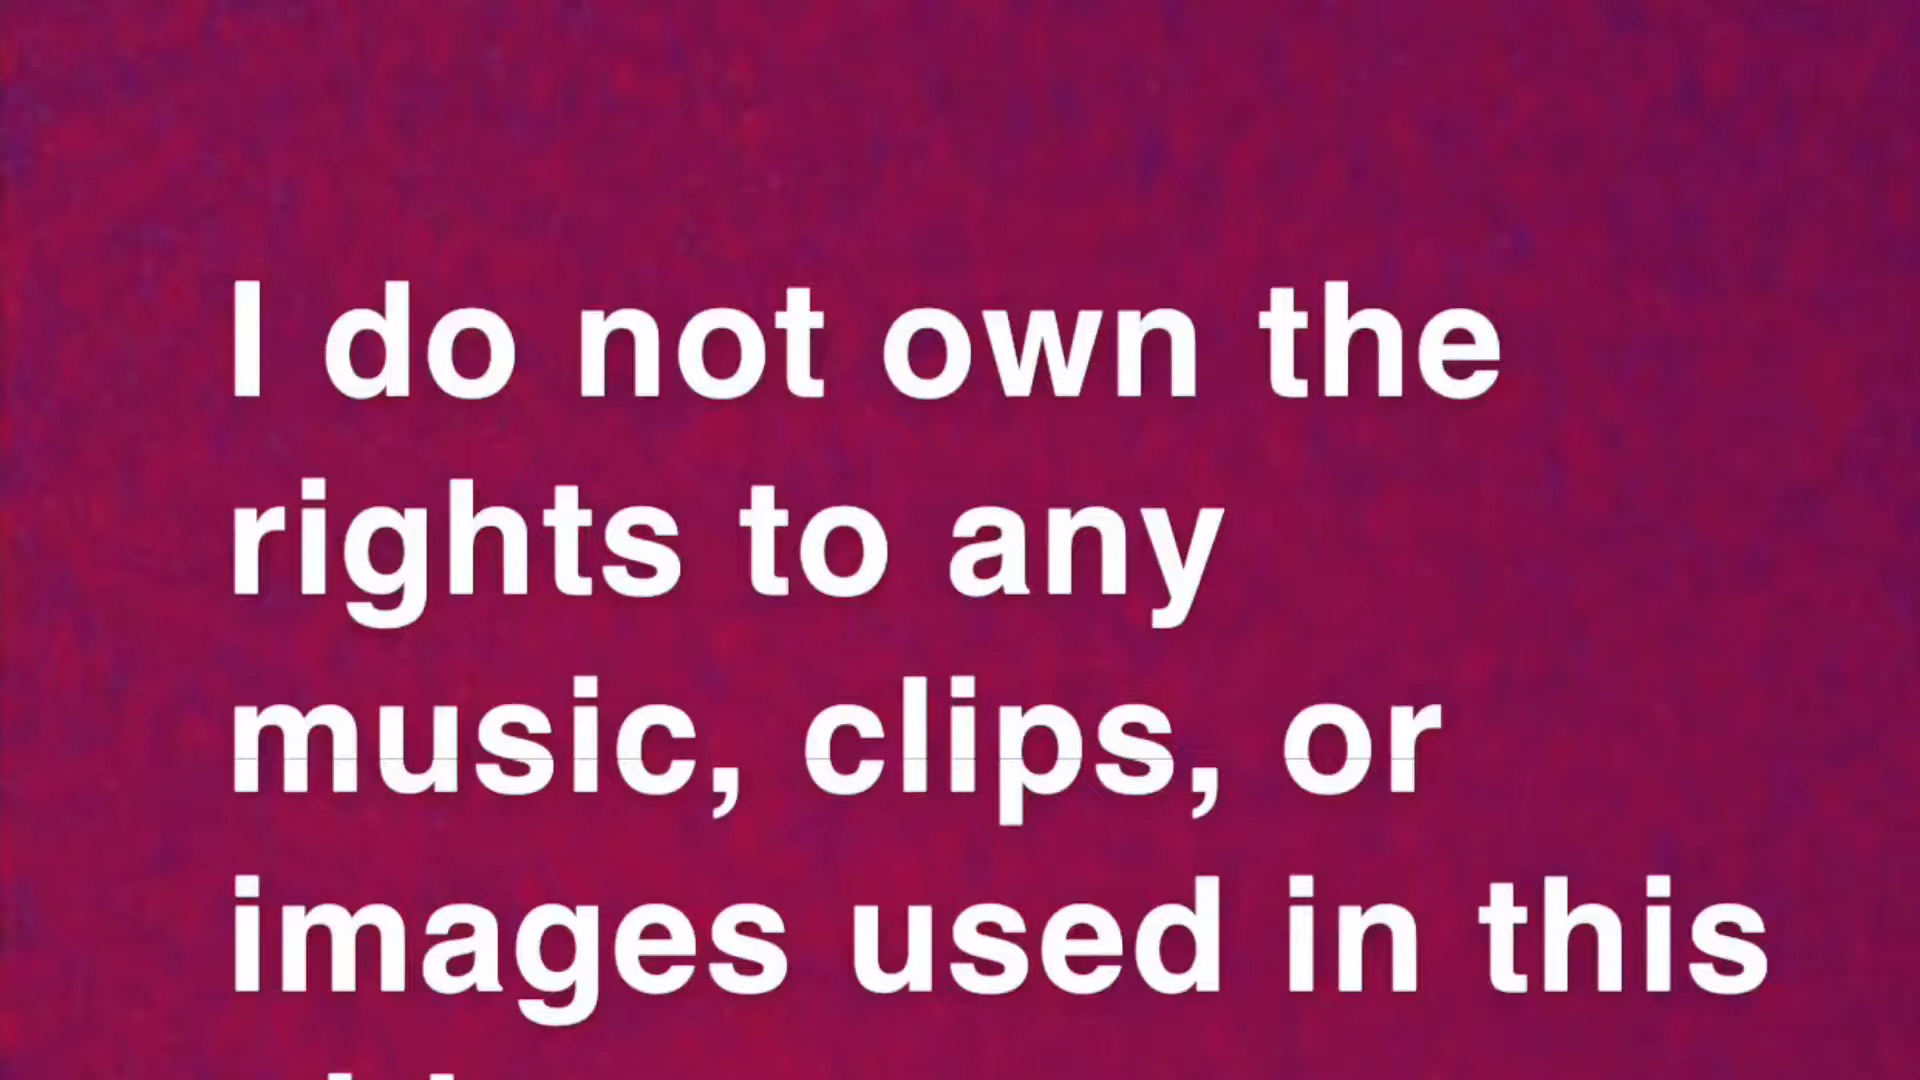 I do not own the
rights to any
music, clips, or
images used in this